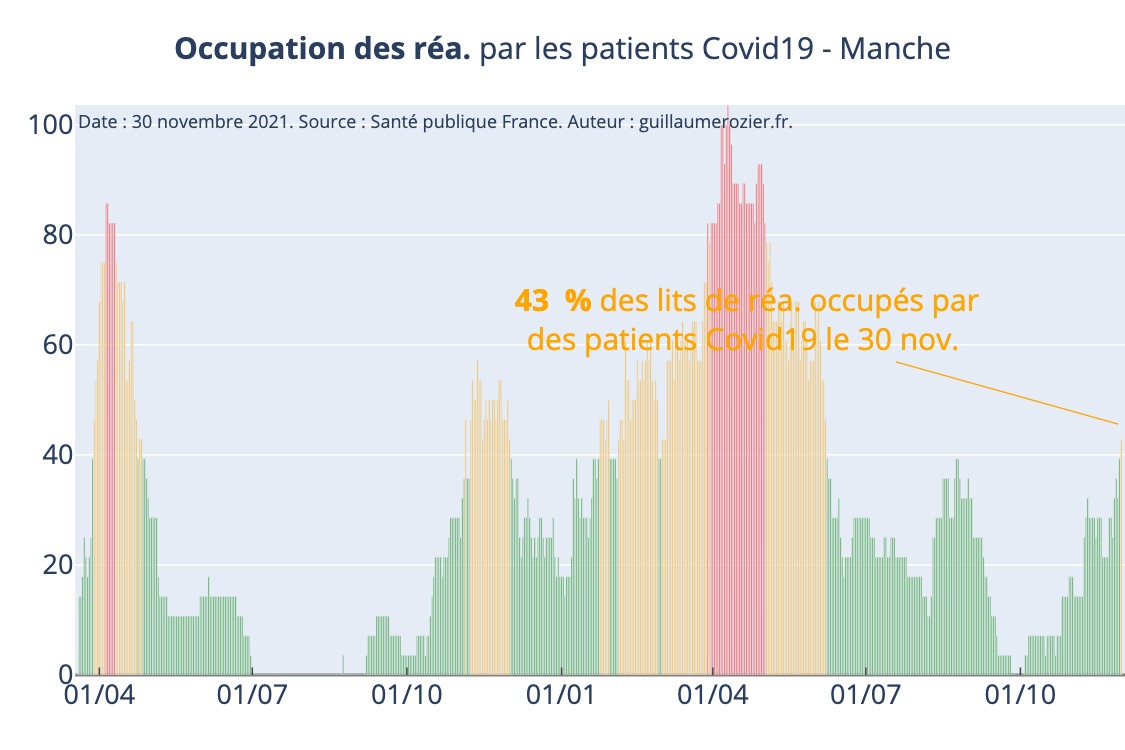 Occupation des réa. par les patients Covid19 - Manche
Date : 30 novembre 2021. Source : Santé publique France. Auteur : guillaumerozier.fr.
43 % des lits de réa. occupés par
des patients Covid19 le 30 nov.
100
80
60
40
20
0
01/04 01/07 01/10 01/01 01/04 01/07 01/10